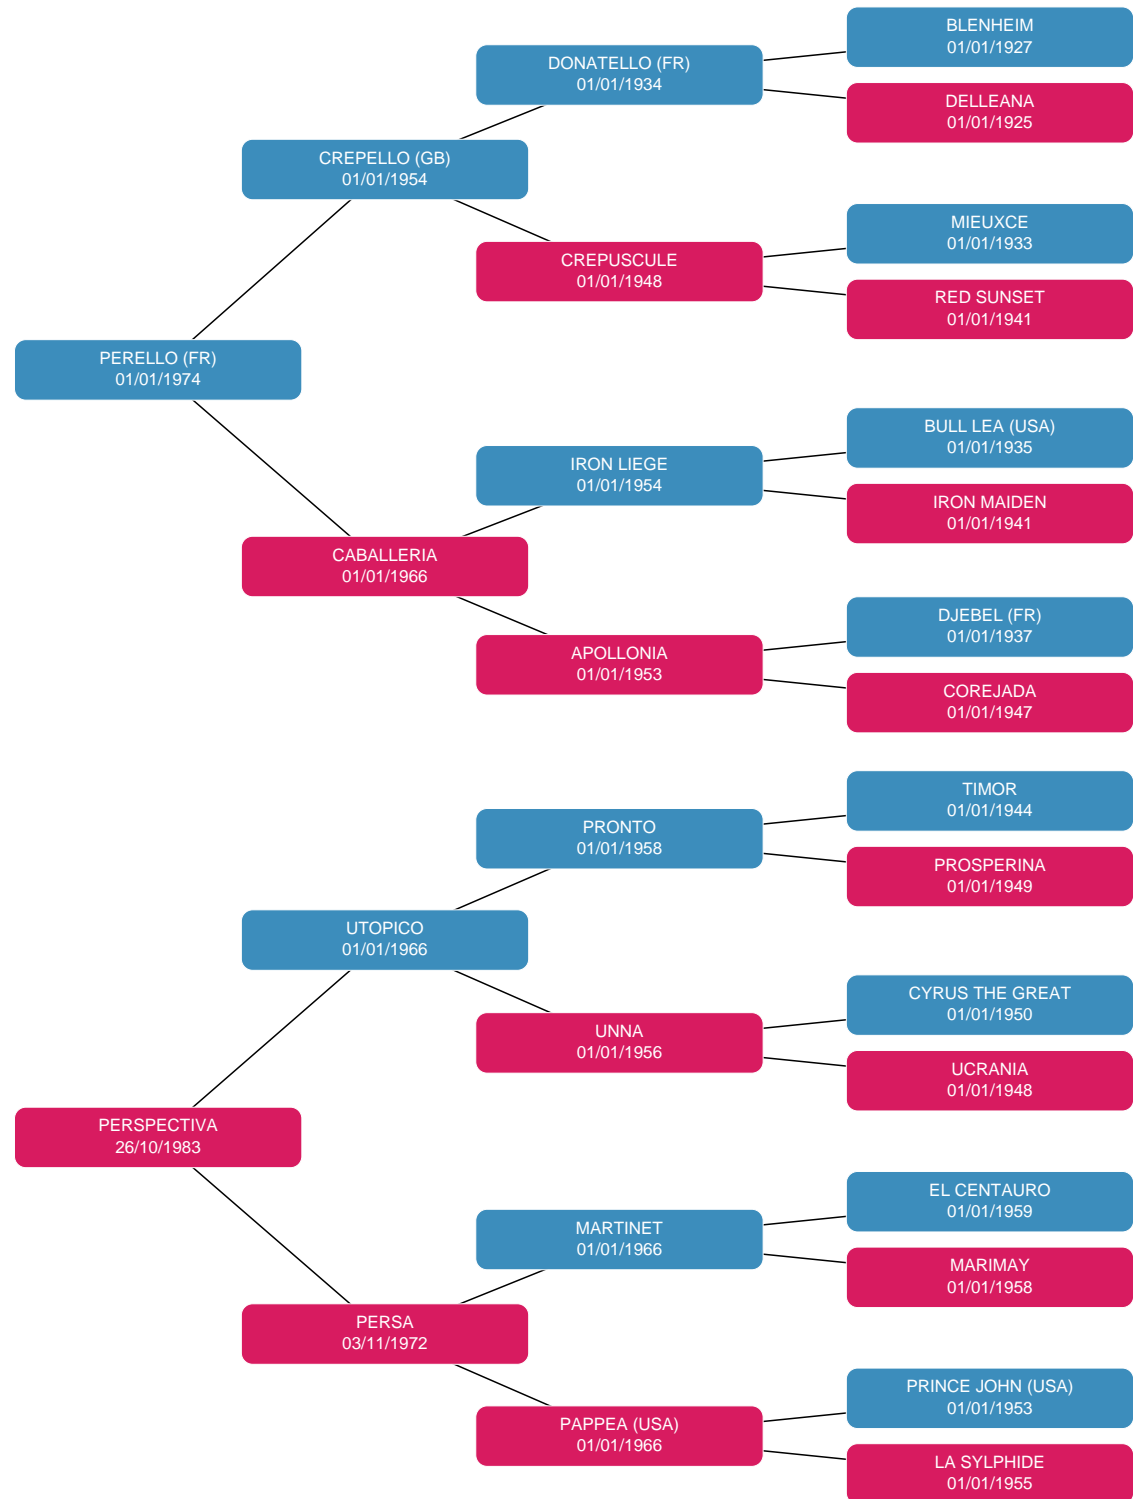 BLENHEIM
01/01/1927
DONATELLO (FR)
01/01/1934
DELLEANA
01/01/1925
CREPELLO (GB)
01/01/1954
MIEUXCE
01/01/1933
CREPUSCULE
01/01/1948
RED SUNSET
01/01/1941
PERELLO (FR)
01/01/1974
BULL LEA (USA)
01/01/1935
IRON LIEGE
01/01/1954
IRON MAIDEN
01/01/1941
CABALLERIA
01/01/1966
DJEBEL (FR)
01/01/1937
APOLLONIA
01/01/1953
COREJADA
01/01/1947
TIMOR
01/01/1944
PRONTO
01/01/1958
PROSPERINA
01/01/1949
UTOPICO
01/01/1966
CYRUS THE GREAT
01/01/1950
UNNA
01/01/1956
UCRANIA
01/01/1948
PERSPECTIVA
26/10/1983
EL CENTAURO
01/01/1959
MARTINET
01/01/1966
MARIMAY
01/01/1958
PERSA
03/11/1972
PRINCE JOHN (USA)
01/01/1953
PAPPEA (USA)
01/01/1966
LA SYLPHIDE
01/01/1955